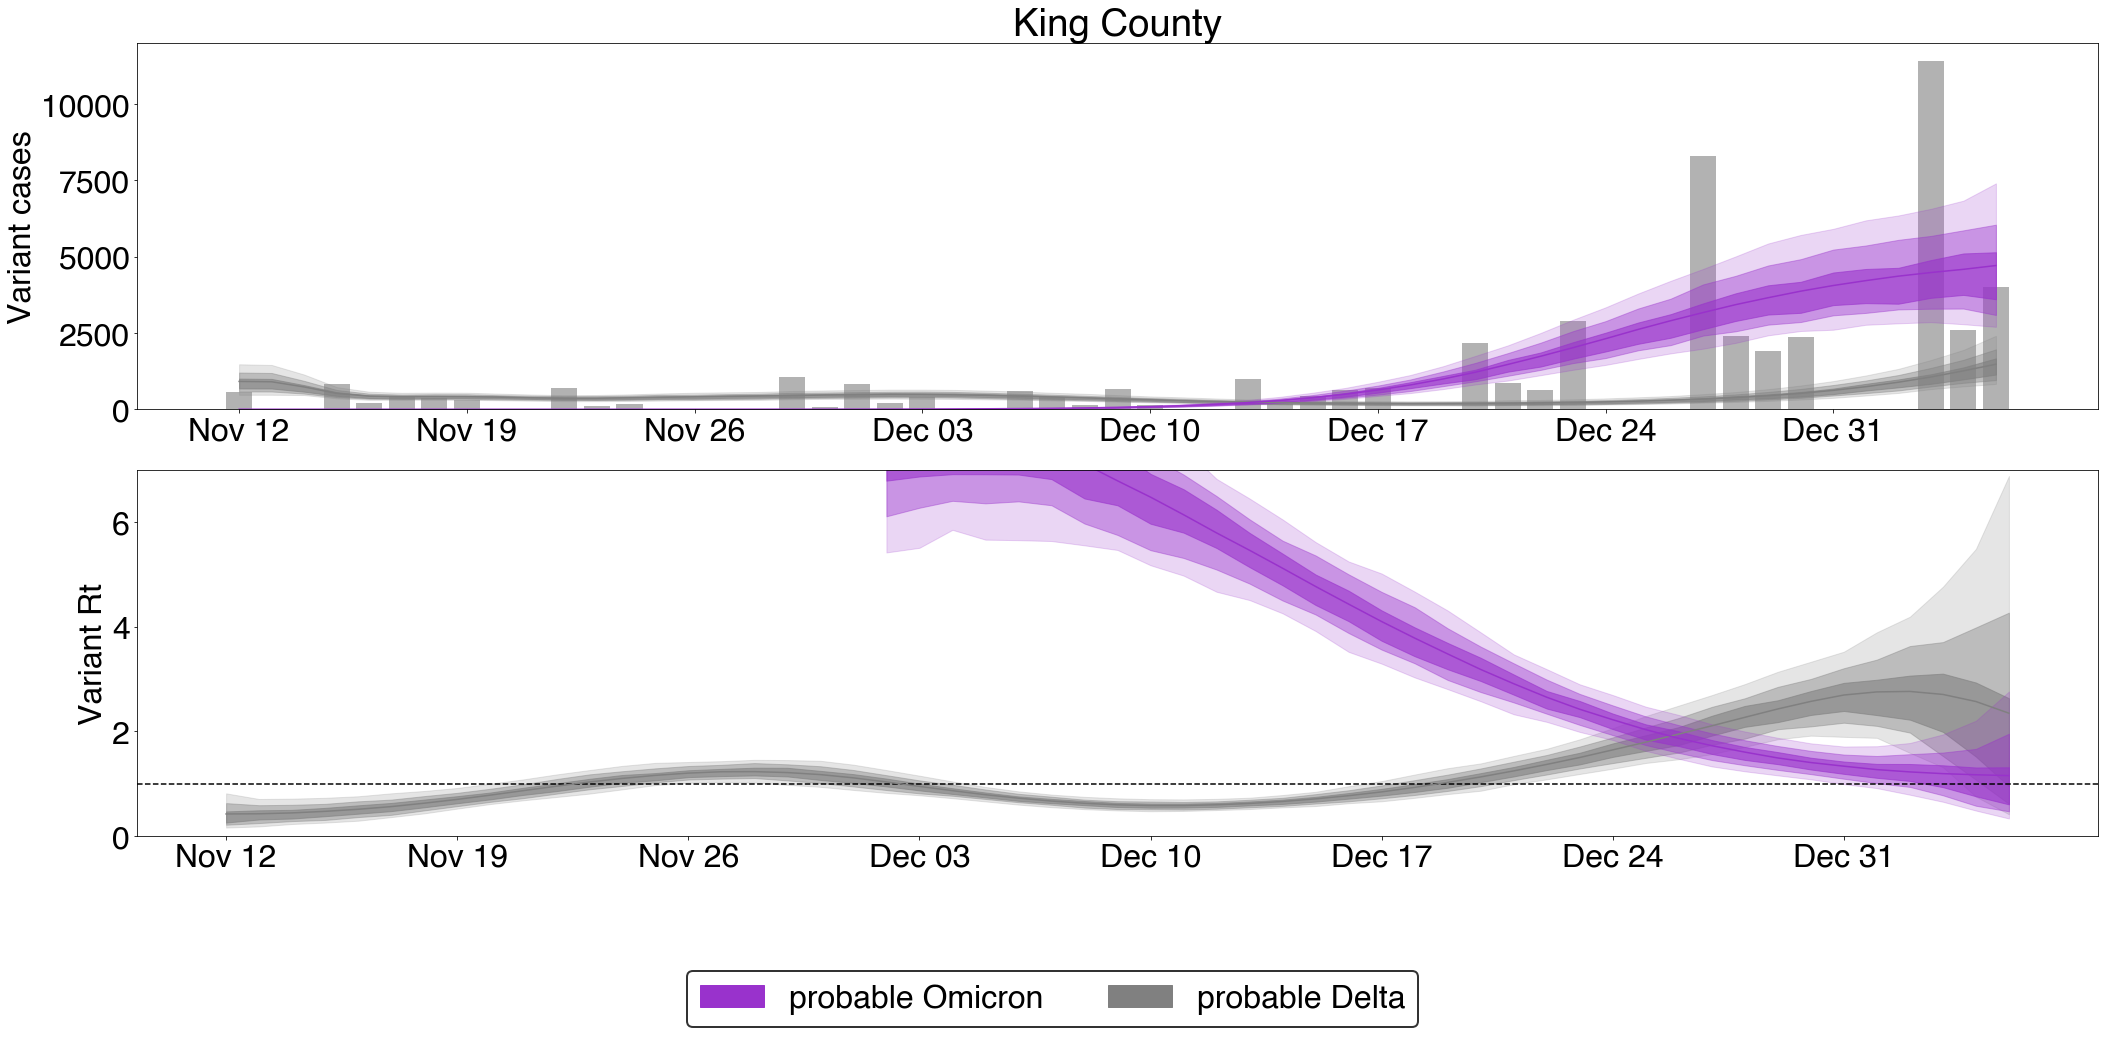 King County
Variant cases
10000
7500
5000
2500
0
Nov 12 Nov 19 Nov 26 Dec 03 Dec 10 Dec 17 Dec 24 Dec 31
Variant Rt
6
4
2
0
Nov 12 Nov 19 Nov 26 Dec 03 Dec 10 Dec 17 Dec 24 Dec 31
probable Omicron probable Delta